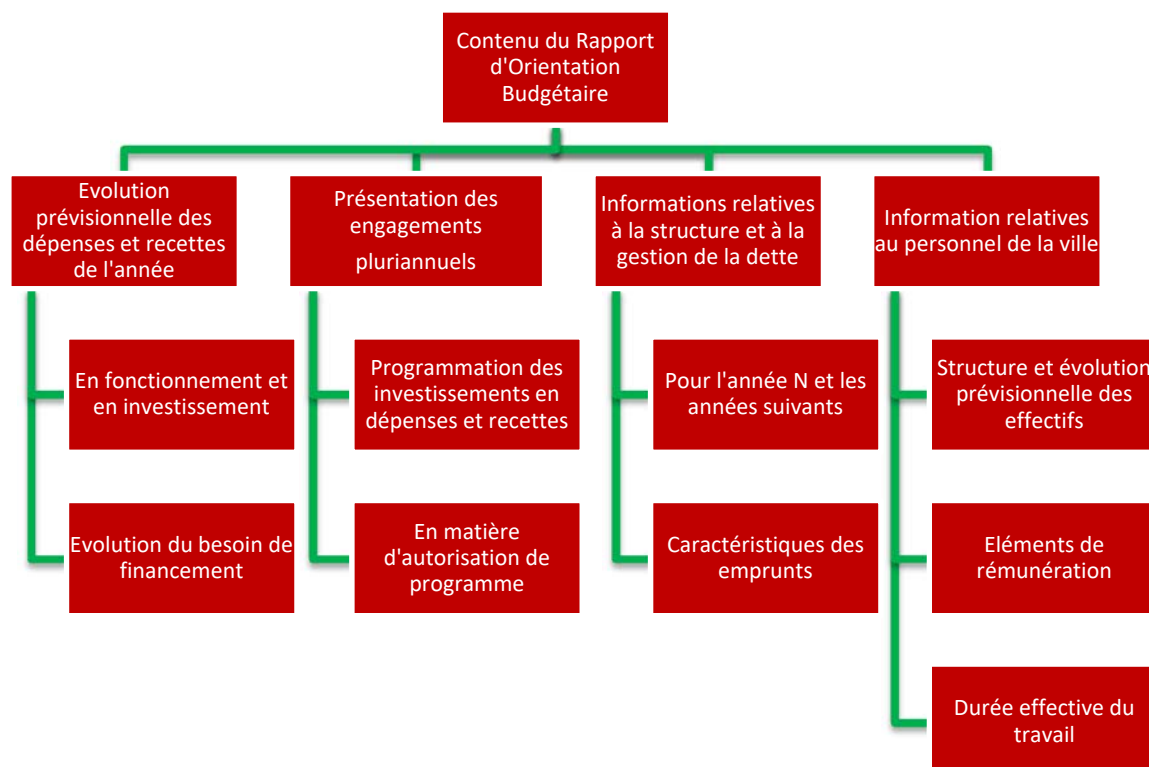 Contenu du Rapport
d'Orientation
Budgétaire
Evolution
prévisionnelle des
dépenses et recettes
de l'année
Présentation des
engagements
pluriannuels
Informations relatives
à la structure et à la
gestion de la dette
Information relatives
au personnel de la ville
En fonctionnement et
en investissement
Programmation des
investissements en
dépenses et recettes
Pour l'année N et les
années suivants
Structure et évolution
prévisionnelle des
effectifs
Evolution du besoin de
financement
En matière
d'autorisation de
programme
Caractéristiques des
emprunts
Eléments de
rémunération
Durée effective du
travail